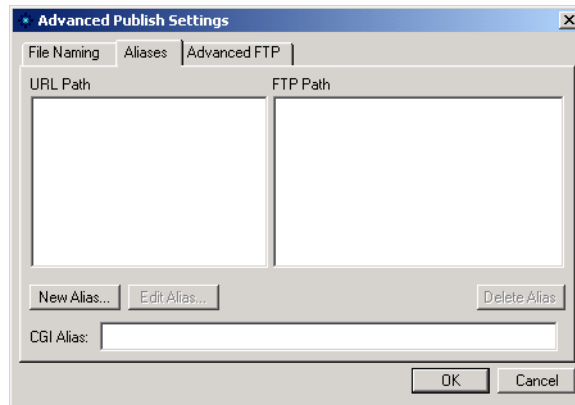 Advanced Publish Settings
File Naming Aliases Advanced FTP
URL Path FTP Path
New Alias... Edit Alias... Delete Alias
CGI Alias:
OK Cancel